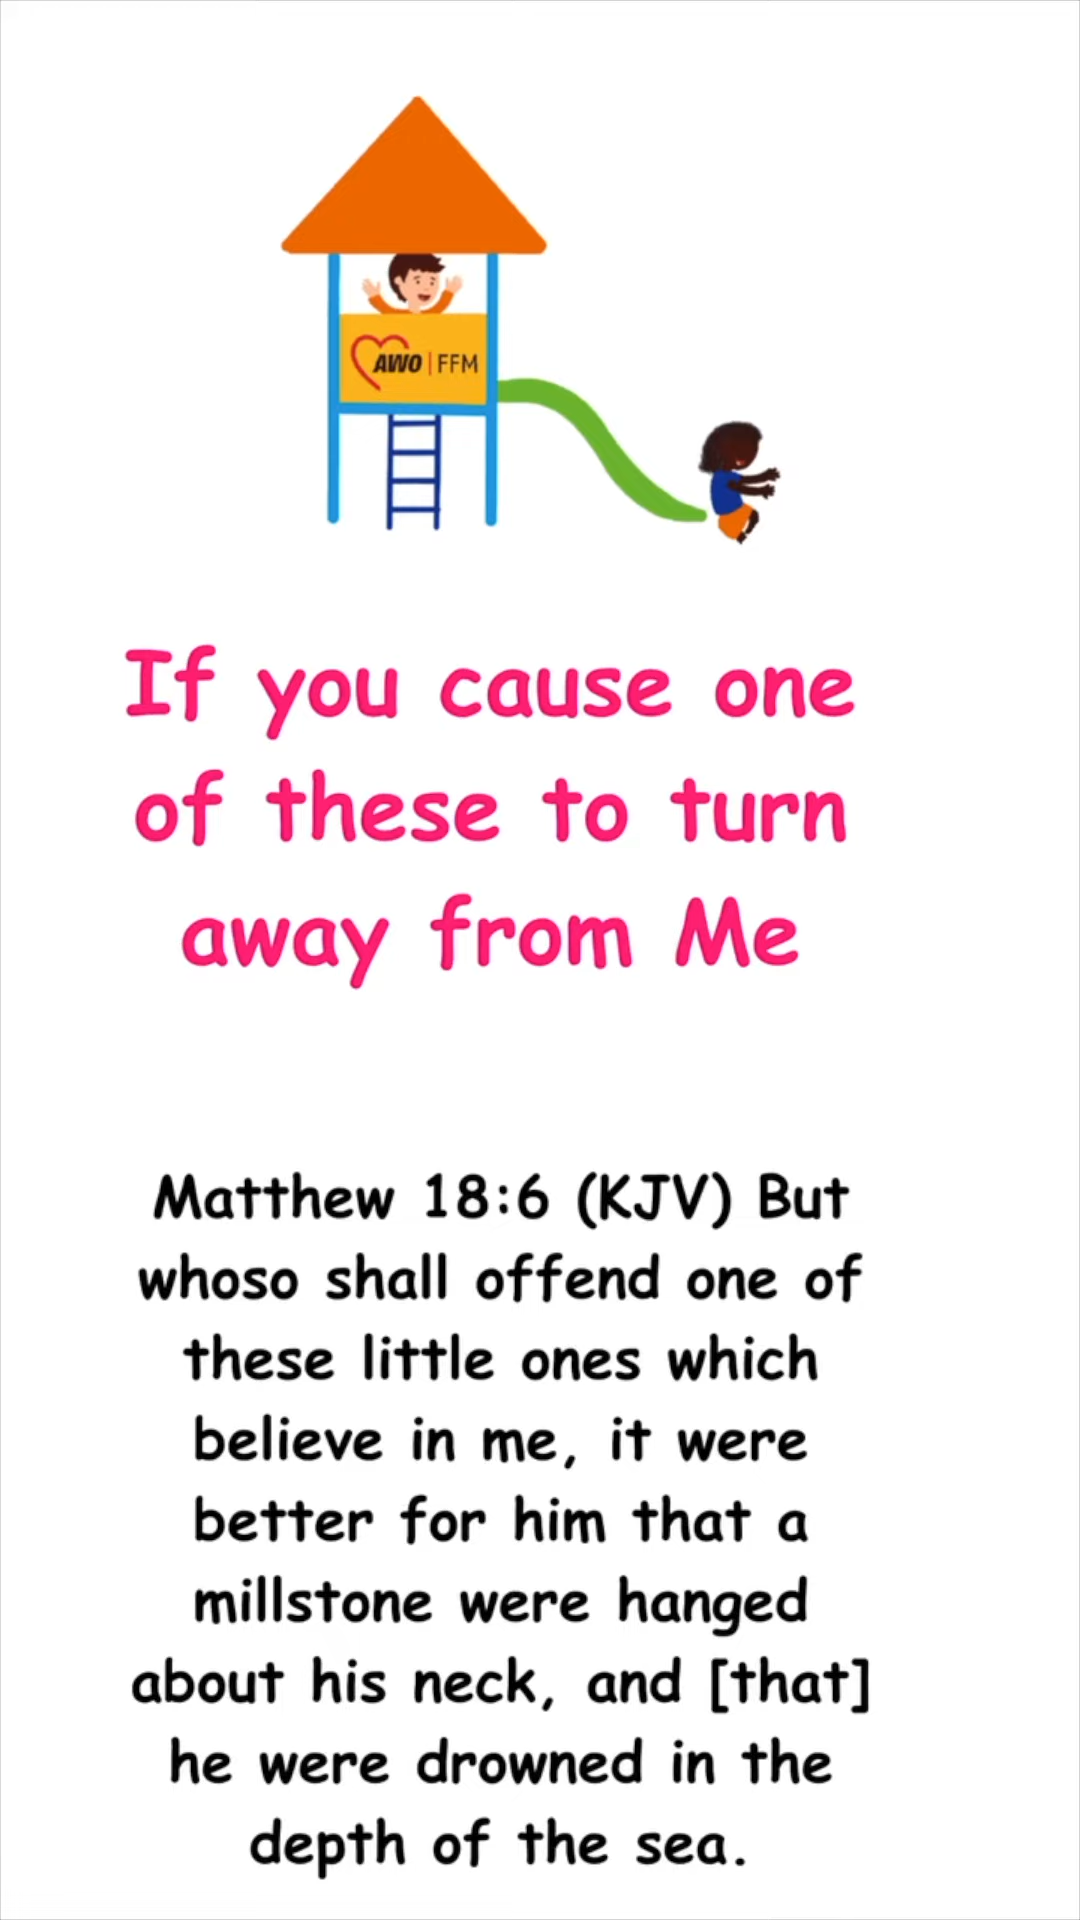 AWO | FFM
If you cause one
of these to turn
away from Me
Matthew 18:6 (KJV) But
whoso shall offend one of
these little ones which
believe in me, it were
better for him that a
millstone were hanged
about his neck, and [that]
he were drowned in the
depth of the sea.